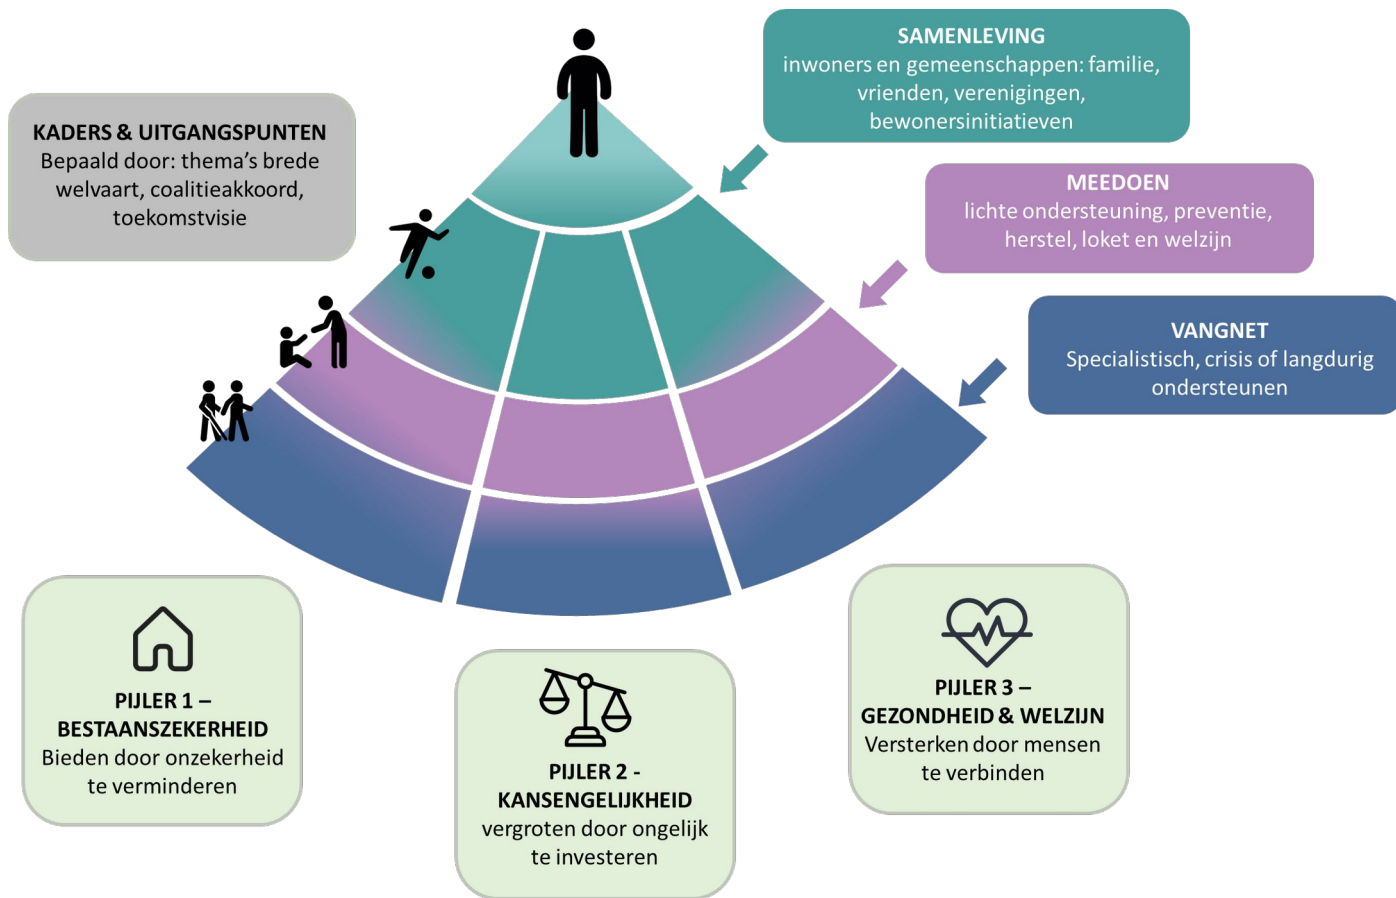 KADERS & UITGANGSPUNTEN
Bepaald door: thema's brede
welvaart, coalitieakkoord,
toekomstvisie
SAMENLEVING
inwoners en gemeenschappen: familie,
vrienden, verenigingen,
bewonersinitiatieven
MEEDOEN
lichte ondersteuning, preventie,
herstel, loket en welzijn
VANGNET
Specialistisch, crisis of langdurig
ondersteunen
PIJLER 1 –
BESTAANSZEKERHEID
Bieden door onzekerheid
te verminderen
PIJLER 2 -
KANSENGELIJKHEID
vergroten door ongelijk
te investeren
PIJLER 3 –
GEZONDHEID & WELZIJN
Versterken door mensen
te verbinden